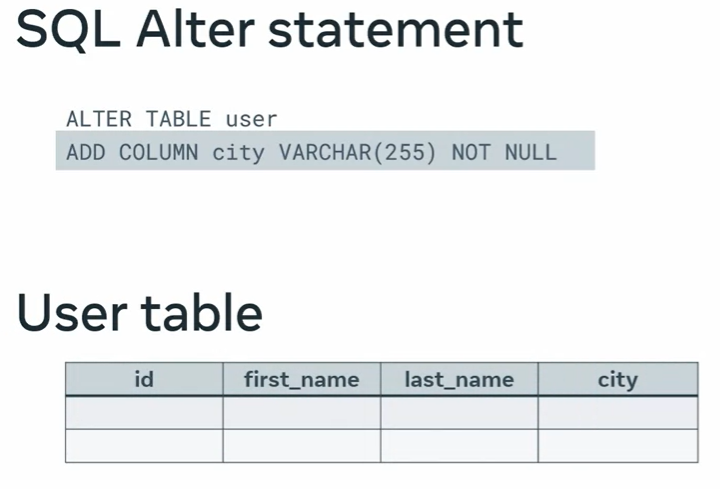 SQL Alter statement
ALTER TABLE user
ADD COLUMN city VARCHAR(255) NOT NULL
User table
id first_name last_name city